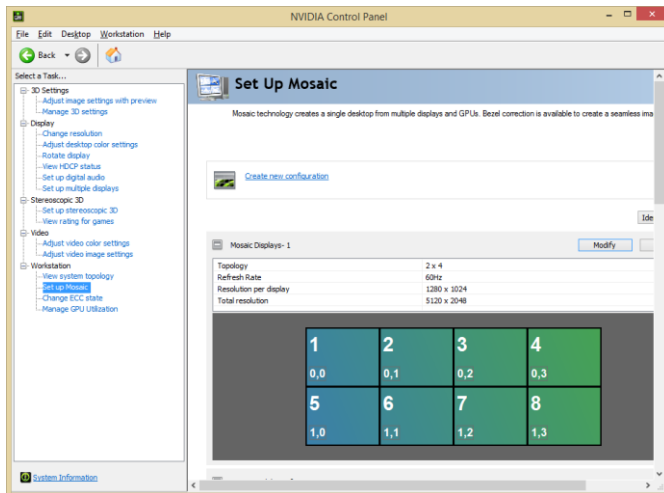 NVIDIA Control Panel
File Edit Desktop Workstation Help
Back
Select a Task...
3D Settings
Adjust image settings with preview
Manage 3D settings
Display
Change resolution
Adjust desktop color settings
Rotate display
View HDCP status
Set up digital audio
Set up multiple displays
Stereoscopic 3D
Set up stereoscopic 3D
View rating for games
Video
Adjust video color settings
Adjust video image settings
Workstation
View system topology
Set up Mosaic
Change ECC state
Manage GPU Utilization
System Information
Set Up Mosaic
Mosaic technology creates a single desktop from multiple displays and GPUs. Bezel correction is available to create a seamless ima
Create new configuration
Ide
Mosaic Displays- 1 Modify
Topology 2 x 4
Refresh Rate 60Hz
Resolution per display 1280 x 1024
Total resolution 5120 x 2048
1 2 3 4
0,0 0,1 0,2 0,3
5 6 7 8
1,0 1,1 1,2 1,3